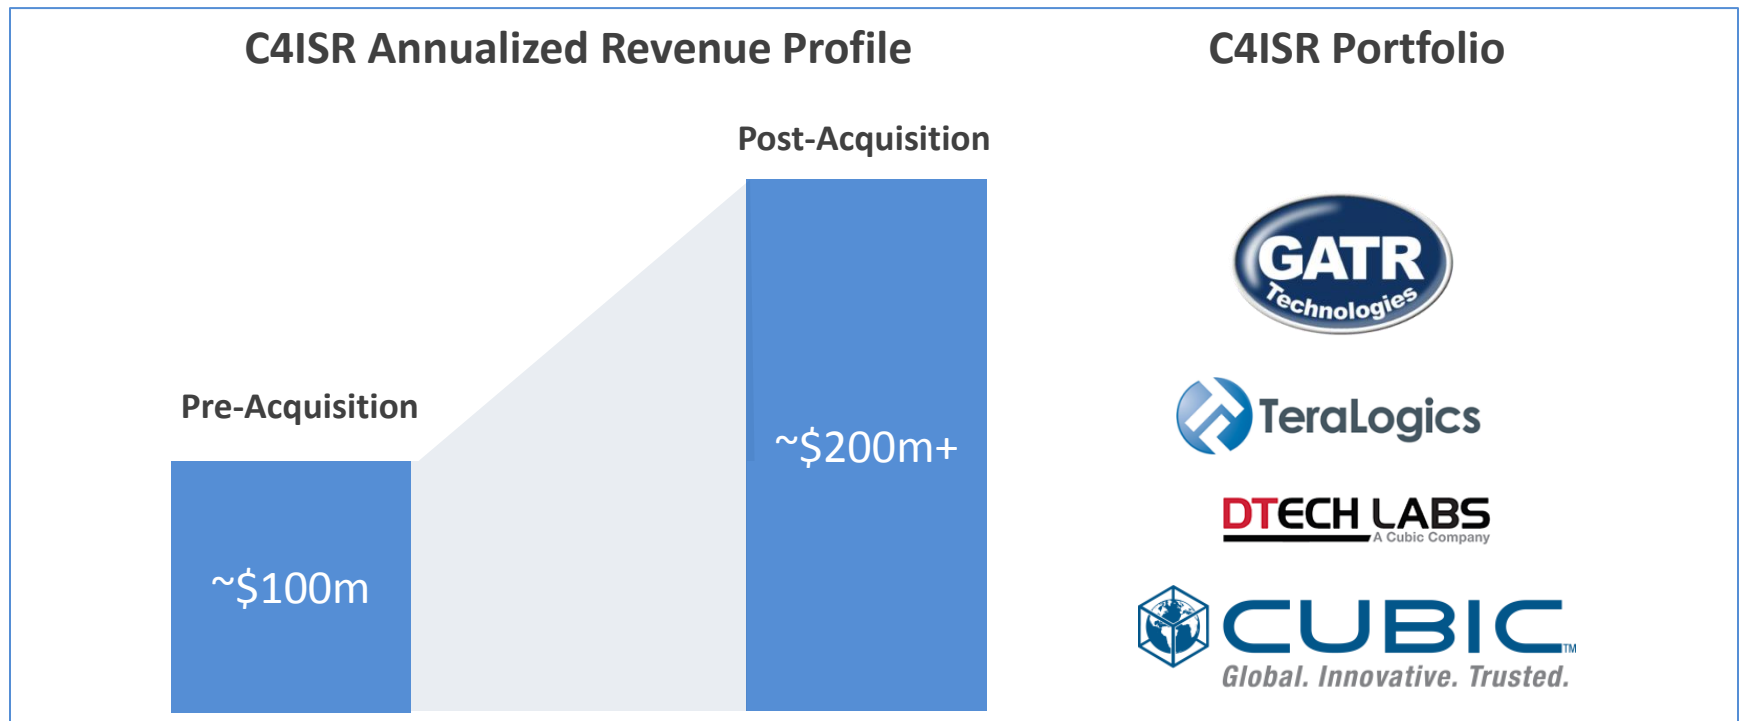 C4ISR Annualized Revenue Profile
Post-Acquisition
Pre-Acquisition
~$200m+
~$100m
C4ISR Portfolio
GATR
Technologies
TeraLogics
DTECH LABS
A Cubic Company
CUBIC™
Global. Innovative. Trusted.